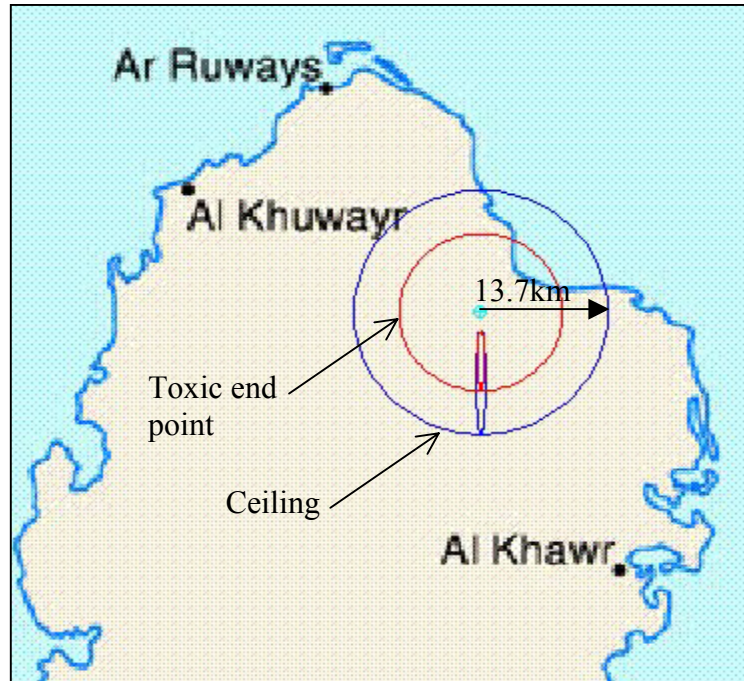 Ar Ruways
Al Khuwayr
13.7km
Toxic end
point
Ceiling
Al Khawr